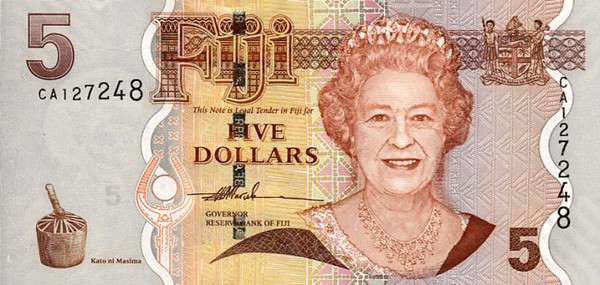 5
Fiji
CA127248
This Note is Legal Tender in Fiji for
FIVE
DOLLARS
GOVERNOR
RESERVE BANK OF FIJI
Kato ni Masima
CA127248
5